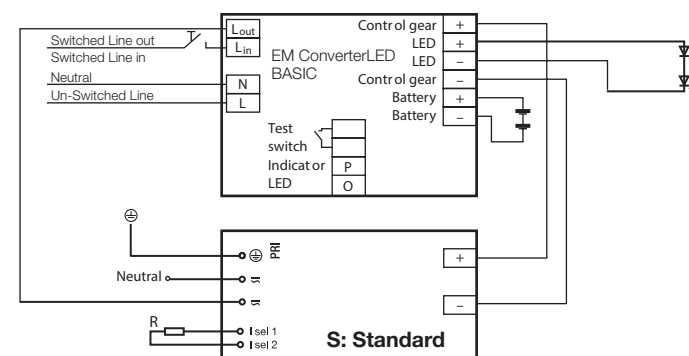 Switched Line out
Switched Line in
Neutral
Un-Switched Line
Lout
Lin
N
L
EM ConverterLED
BASIC
Control gear +
LED +
LED –
Control gear –
Battery +
Battery –
Test
switch
Indicator P
LED O
PRI
Neutral
R
I sel 1
I sel 2
+
–
S: Standard